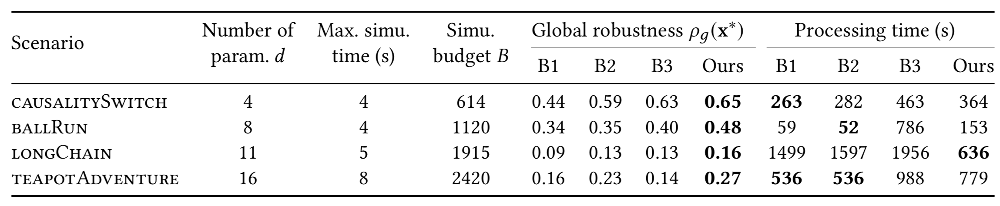 Scenario Number of param. d Max. simu. time (s) Simu. budget B Global robustness ρg(x*) Processing time (s)
B1 B2 B3 Ours B1 B2 B3 Ours
CAUSALITYSWITCH 4 4 614 0.44 0.59 0.63 0.65 263 282 463 364
BALLRUN 8 4 1120 0.34 0.35 0.40 0.48 59 52 786 153
LONGCHAIN 11 5 1915 0.09 0.13 0.13 0.16 1499 1597 1956 636
TEAPOTADVENTURE 16 8 2420 0.16 0.23 0.14 0.27 536 536 988 779